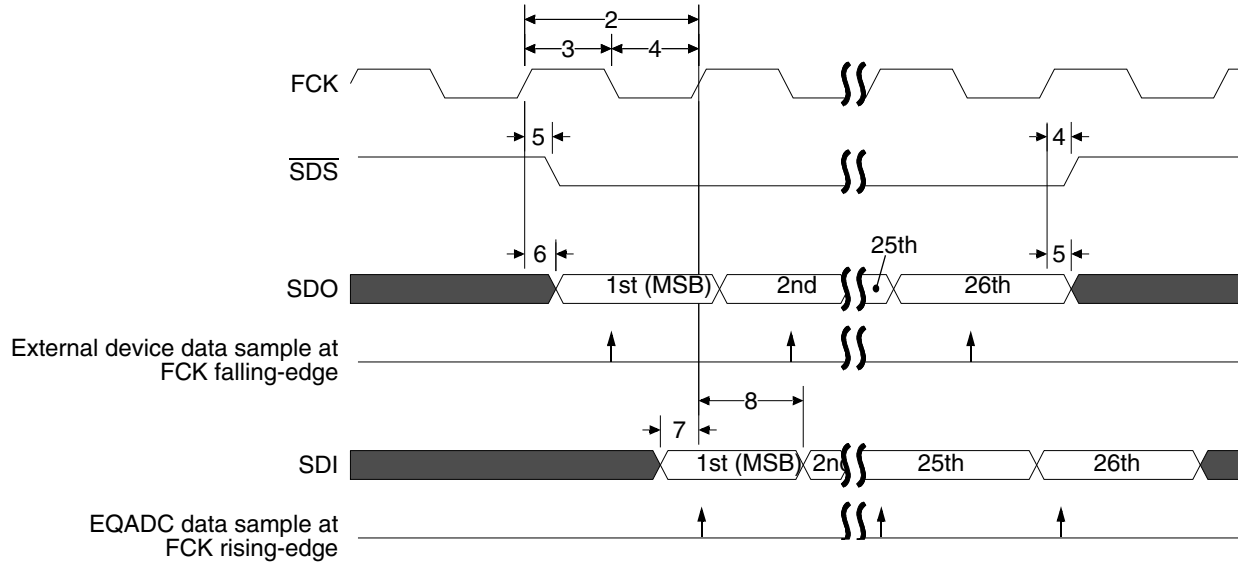 2
3
4
FCK
5
4
SDS
6
25th
5
SDO
1st (MSB)
2nd
26th
External device data sample at
FCK falling-edge
8
7
SDI
1st (MSB)
2nd
25th
26th
EQADC data sample at
FCK rising-edge